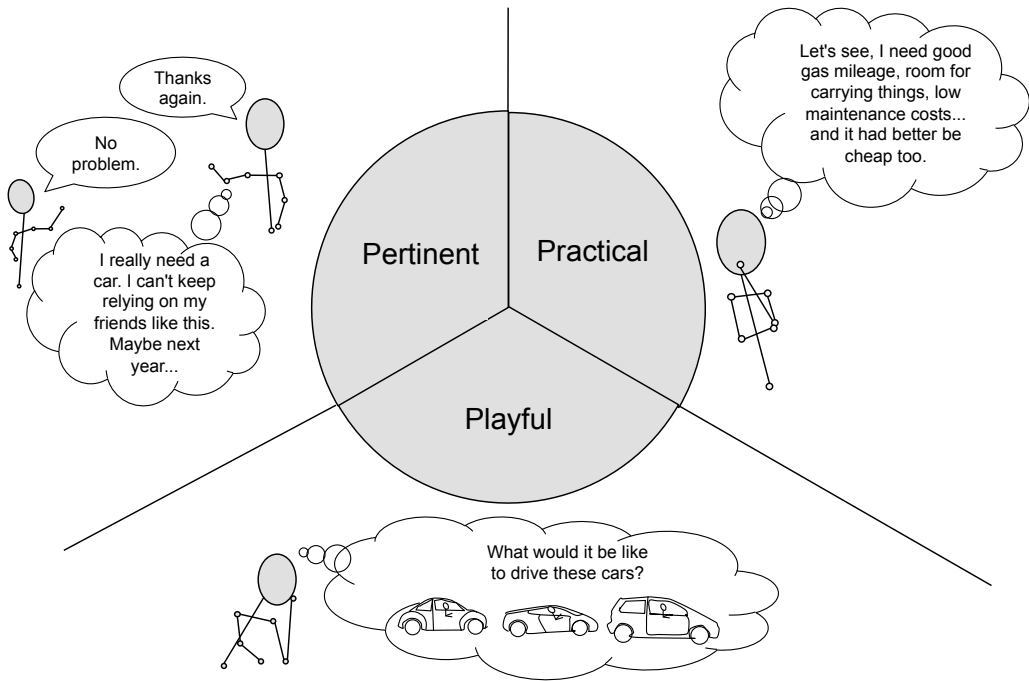 Thanks
again.
No
problem.
I really need a
car. I can't keep
relying on my
friends like this.
Maybe next
year...
Pertinent
Practical
Playful
Let's see, I need good
gas mileage, room for
carrying things, low
maintenance costs...
and it had better be
cheap too.
What would it be like
to drive these cars?